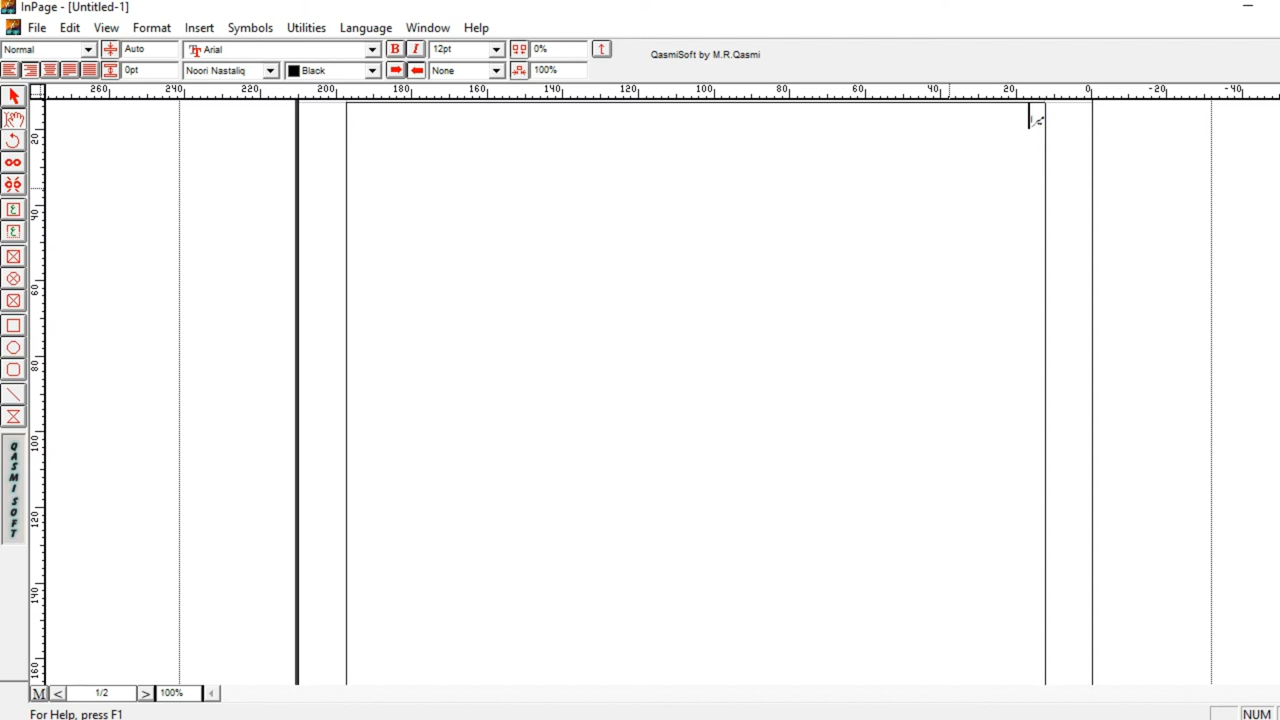 InPage - [Untitled-1]
File Edit View Format Insert Symbols Utilities Language Window Help
Normal Auto Arial B I 12pt 0% QasmiSoft by M.R.Qasmi
0pt Noori Nastaliq Black None 100%
260 240 220 200 180 160 140 120 100 80 60 40 20 0 -20 -40
20
40
60
80
100
120
140
160
QASMI SOFT
M < 1/2 > 100%
For Help, press F1 NUM